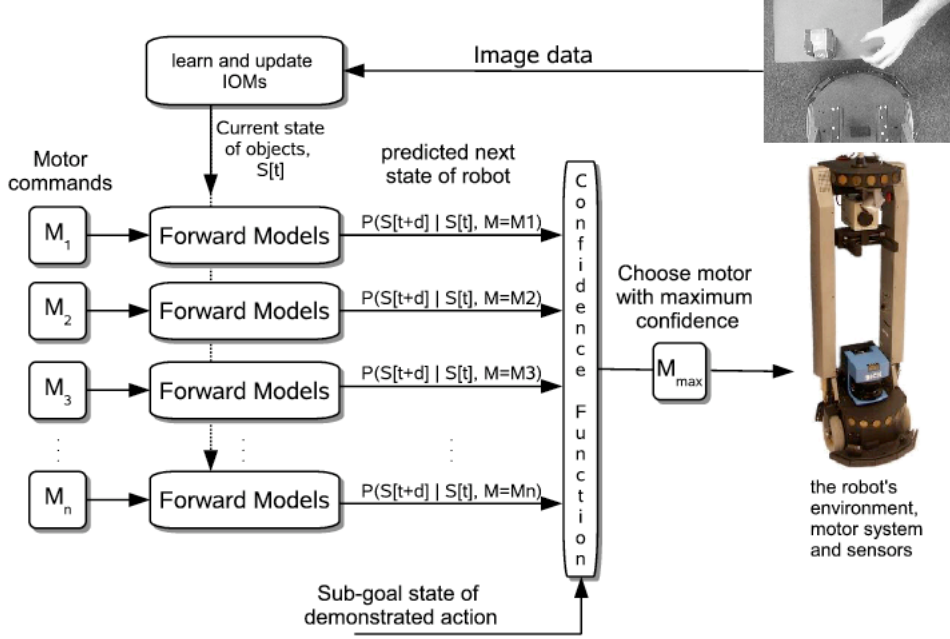 learn and update
IOMs
Image data
Current state
of objects,
S[t]
Motor
commands
predicted next
state of robot
M1
Forward Models
P(S[t+d] | S[t], M=M1)
M2
Forward Models
P(S[t+d] | S[t], M=M2)
M3
Forward Models
P(S[t+d] | S[t], M=M3)
Mn
Forward Models
P(S[t+d] | S[t], M=Mn)
Confidence Function
Choose motor
with maximum
confidence
Mmax
SICK
the robot's
environment,
motor system
and sensors
Sub-goal state of
demonstrated action